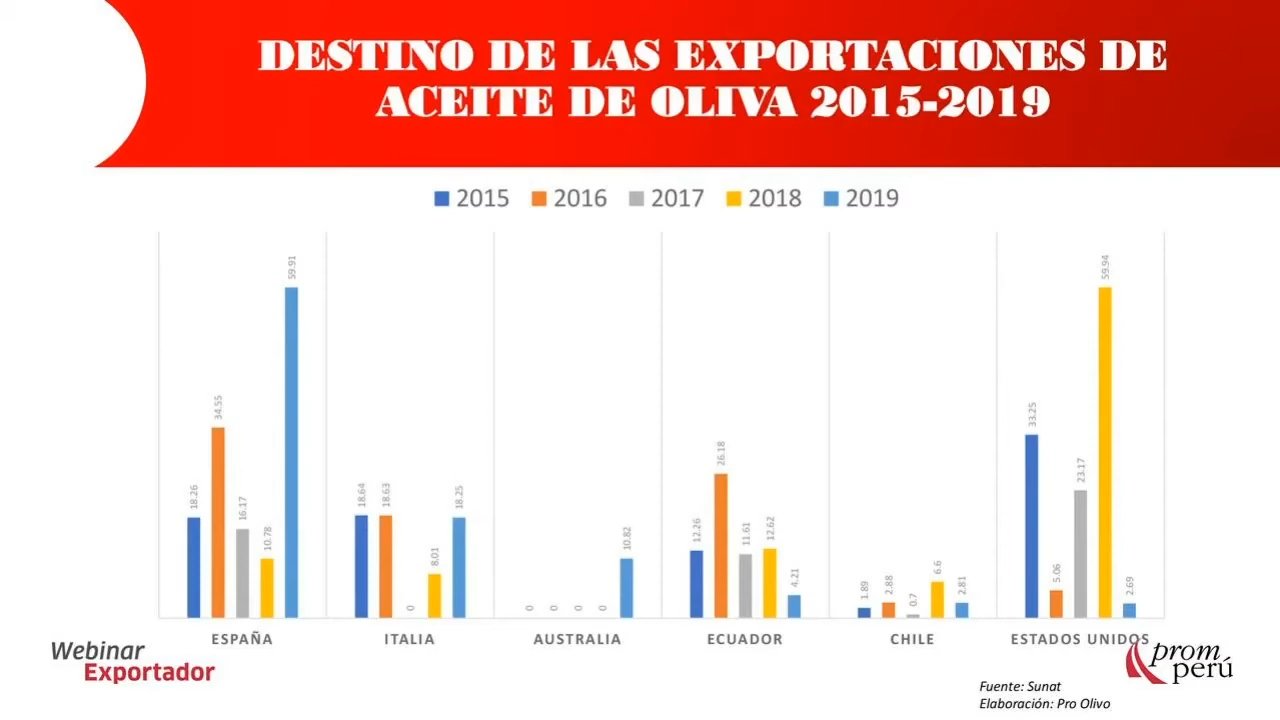 DESTINO DE LAS EXPORTACIONES DE
ACEITE DE OLIVA 2015-2019
2015 2016 2017 2018 2019
18.26 34.55 16.17 10.78 59.91
18.64 18.63 0 8.01 18.25
0 0 0 0 10.82
12.26 26.18 11.61 12.62 4.21
1.89 2.88 0.7 6.6 2.81
33.25 5.06 23.17 59.94 2.69
ESPAÑA ITALIA AUSTRALIA ECUADOR CHILE ESTADOS UNIDOS
Webinar
Exportador
prom
perú
Fuente: Sunat
Elaboración: Pro Olivo